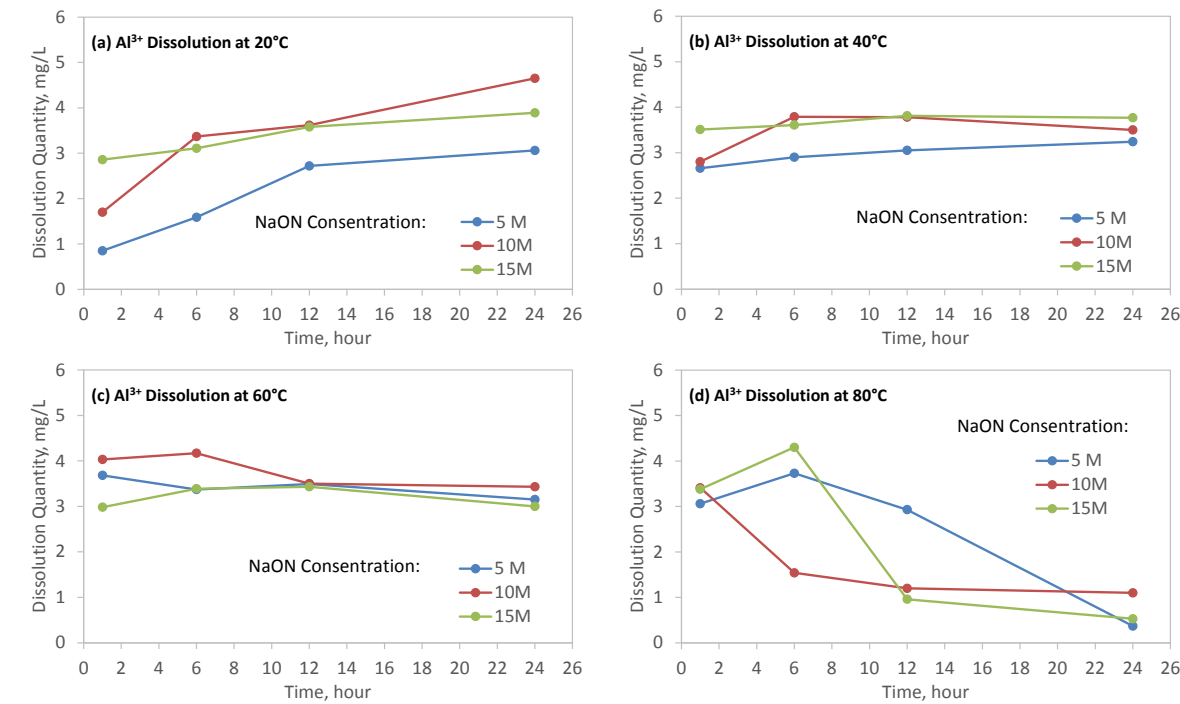 (a) Al³⁺ Dissolution at 20°C
Dissolution Quantity, mg/L
6
5
4
3
2
1
0
NaON Consentration:
5 M
10M
15M
0 2 4 6 8 10 12 14 16 18 20 22 24 26
Time, hour
(b) Al³⁺ Dissolution at 40°C
Dissolution Quantity, mg/L
6
5
4
3
2
1
0
NaON Consentration:
5 M
10M
15M
0 2 4 6 8 10 12 14 16 18 20 22 24 26
Time, hour
(c) Al³⁺ Dissolution at 60°C
Dissolution Quantity, mg/L
6
5
4
3
2
1
0
NaON Consentration:
5 M
10M
15M
0 2 4 6 8 10 12 14 16 18 20 22 24 26
Time, hour
(d) Al³⁺ Dissolution at 80°C
Dissolution Quantity, mg/L
6
5
4
3
2
1
0
NaON Consentration:
5 M
10M
15M
0 2 4 6 8 10 12 14 16 18 20 22 24 26
Time, hour